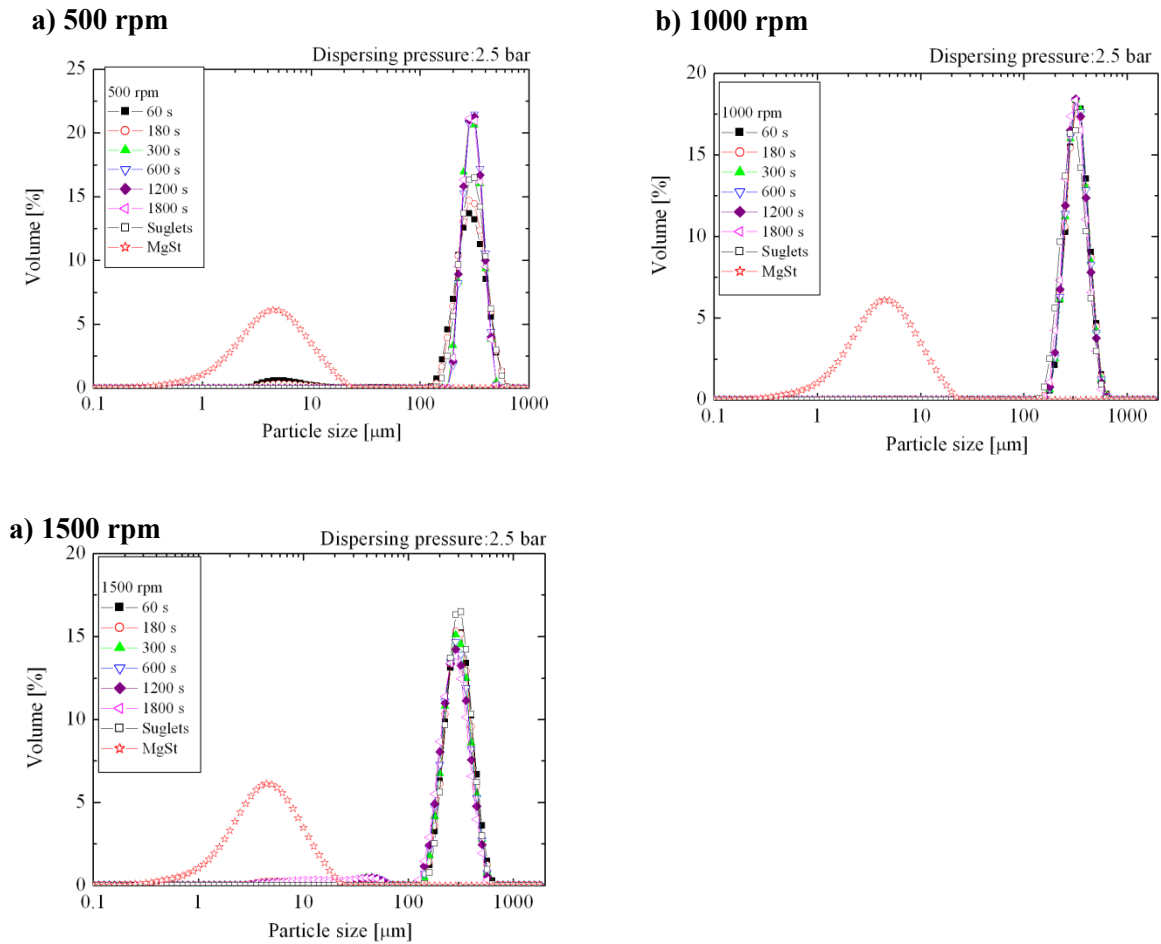 a) 500 rpm
Dispersing pressure:2.5 bar
25
20
15
10
5
0
Volume [%]
500 rpm
60 s
180 s
300 s
600 s
1200 s
1800 s
Suglets
MgSt
0.1 1 10 100 1000
Particle size [μm]
b) 1000 rpm
Dispersing pressure:2.5 bar
20
15
10
5
0
Volume [%]
1000 rpm
60 s
180 s
300 s
600 s
1200 s
1800 s
Suglets
MgSt
0.1 1 10 100 1000
Particle size [μm]
a) 1500 rpm
Dispersing pressure:2.5 bar
20
15
10
5
0
Volume [%]
1500 rpm
60 s
180 s
300 s
600 s
1200 s
1800 s
Suglets
MgSt
0.1 1 10 100 1000
Particle size [μm]